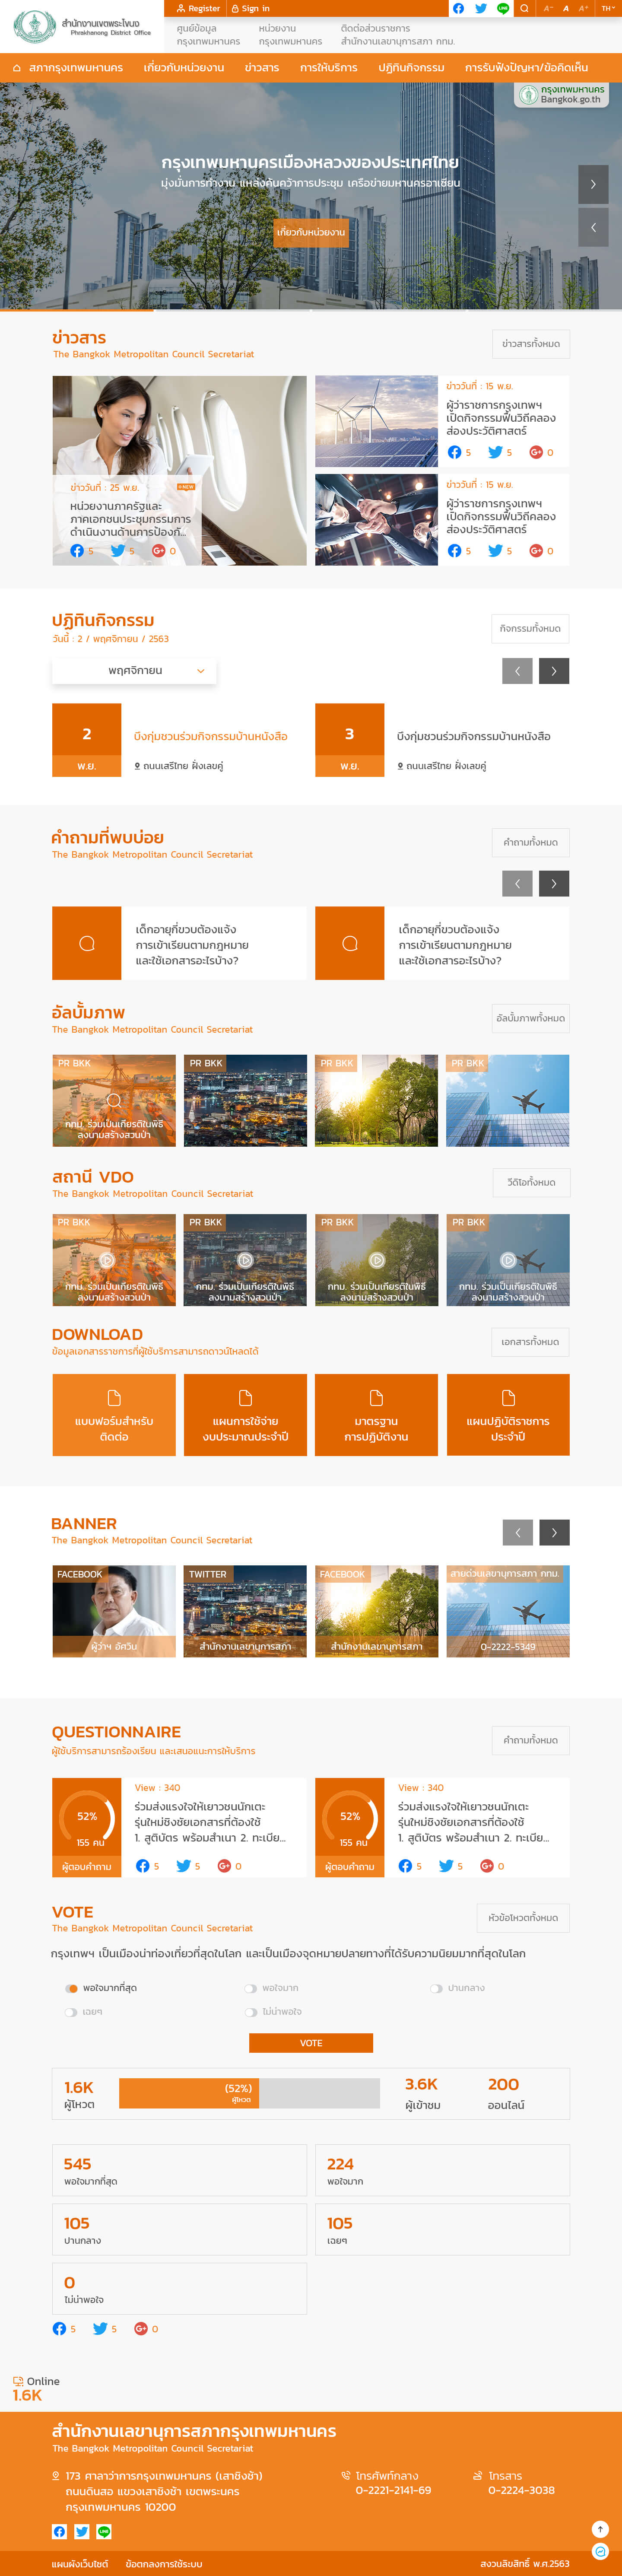 สำนักงานเขตพระโขนง
Phrakhanong District Office
Register
Sign in
A-
A
A+
TH
ศูนย์ข้อมูล
กรุงเทพมหานคร
หน่วยงาน
กรุงเทพมหานคร
ติดต่อส่วนราชการ
สำนักงานเลขานุการสภา กทม.
สภากรุงเทพมหานคร
เกี่ยวกับหน่วยงาน
ข่าวสาร
การให้บริการ
ปฏิทินกิจกรรม
การรับฟังปัญหา/ข้อคิดเห็น
กรุงเทพมหานคร
Bangkok.go.th
กรุงเทพมหานครเมืองหลวงของประเทศไทย
มุ่งมั่นการทำงาน แหล่งค้นคว้าการประชุม เครือข่ายมหานครอาเซียน
เกี่ยวกับหน่วยงาน
ข่าวสาร
The Bangkok Metropolitan Council Secretariat
ข่าวสารทั้งหมด
ข่าววันที่ : 25 พ.ย.
NEW
หน่วยงานภาครัฐและ
ภาคเอกชนประชุมกรรมการ
ดำเนินงานด้านการป้องกั...
5
5
0
ข่าววันที่ : 15 พ.ย.
ผู้ว่าราชการกรุงเทพฯ
เปิดกิจกรรมฟื้นวิถีคลอง
ส่องประวัติศาสตร์
5
5
0
ข่าววันที่ : 15 พ.ย.
ผู้ว่าราชการกรุงเทพฯ
เปิดกิจกรรมฟื้นวิถีคลอง
ส่องประวัติศาสตร์
5
5
0
ปฏิทินกิจกรรม
วันนี้ : 2 / พฤศจิกายน / 2563
กิจกรรมทั้งหมด
พฤศจิกายน
2
พ.ย.
บึงกุ่มชวนร่วมกิจกรรมบ้านหนังสือ
ถนนเสรีไทย ฝั่งเลขคู่
3
พ.ย.
บึงกุ่มชวนร่วมกิจกรรมบ้านหนังสือ
ถนนเสรีไทย ฝั่งเลขคู่
คำถามที่พบบ่อย
The Bangkok Metropolitan Council Secretariat
คำถามทั้งหมด
เด็กอายุกี่ขวบต้องแจ้ง
การเข้าเรียนตามกฎหมาย
และใช้เอกสารอะไรบ้าง?
เด็กอายุกี่ขวบต้องแจ้ง
การเข้าเรียนตามกฎหมาย
และใช้เอกสารอะไรบ้าง?
อัลบั้มภาพ
The Bangkok Metropolitan Council Secretariat
อัลบั้มภาพทั้งหมด
PR BKK
กทม. ร่วมเป็นเกียรติในพิธี
ลงนามสร้างสวนป่า
PR BKK
PR BKK
PR BKK
สถานี VDO
The Bangkok Metropolitan Council Secretariat
วีดิโอทั้งหมด
PR BKK
กทม. ร่วมเป็นเกียรติในพิธี
ลงนามสร้างสวนป่า
PR BKK
กทม. ร่วมเป็นเกียรติในพิธี
ลงนามสร้างสวนป่า
PR BKK
กทม. ร่วมเป็นเกียรติในพิธี
ลงนามสร้างสวนป่า
PR BKK
กทม. ร่วมเป็นเกียรติในพิธี
ลงนามสร้างสวนป่า
DOWNLOAD
ข้อมูลเอกสารราชการที่ผู้ใช้บริการสามารถดาวน์โหลดได้
เอกสารทั้งหมด
แบบฟอร์มสำหรับ
ติดต่อ
แผนการใช้จ่าย
งบประมาณประจำปี
มาตรฐาน
การปฏิบัติงาน
แผนปฏิบัติราชการ
ประจำปี
BANNER
The Bangkok Metropolitan Council Secretariat
FACEBOOK
ผู้ว่าฯ อัศวิน
TWITTER
สำนักงานเลขานุการสภา
FACEBOOK
สำนักงานเลขานุการสภา
สายด่วนเลขานุการสภา กทม.
0-2222-5349
QUESTIONNAIRE
ผู้ใช้บริการสามารถร้องเรียน และเสนอแนะการให้บริการ
คำถามทั้งหมด
52%
155 คน
ผู้ตอบคำถาม
View : 340
ร่วมส่งแรงใจให้เยาวชนนักเตะ
รุ่นใหม่ชิงชัยเอกสารที่ต้องใช้
1. สูติบัตร พร้อมสำเนา 2. ทะเบีย...
5
5
0
52%
155 คน
ผู้ตอบคำถาม
View : 340
ร่วมส่งแรงใจให้เยาวชนนักเตะ
รุ่นใหม่ชิงชัยเอกสารที่ต้องใช้
1. สูติบัตร พร้อมสำเนา 2. ทะเบีย...
5
5
0
VOTE
The Bangkok Metropolitan Council Secretariat
หัวข้อโหวตทั้งหมด
กรุงเทพฯ เป็นเมืองน่าท่องเที่ยวที่สุดในโลก และเป็นเมืองจุดหมายปลายทางที่ได้รับความนิยมมากที่สุดในโลก
พอใจมากที่สุด
พอใจมาก
ปานกลาง
เฉยๆ
ไม่น่าพอใจ
VOTE
1.6K
ผู้โหวต
(52%)
ผู้โหวต
3.6K
ผู้เข้าชม
200
ออนไลน์
545
พอใจมากที่สุด
224
พอใจมาก
105
ปานกลาง
105
เฉยๆ
0
ไม่น่าพอใจ
5
5
0
Online
1.6K
สำนักงานเลขานุการสภากรุงเทพมหานคร
The Bangkok Metropolitan Council Secretariat
173 ศาลาว่าการกรุงเทพมหานคร (เสาชิงช้า)
ถนนดินสอ แขวงเสาชิงช้า เขตพระนคร
กรุงเทพมหานคร 10200
โทรศัพท์กลาง
0-2221-2141-69
โทรสาร
0-2224-3038
แผนผังเว็บไซต์
ข้อตกลงการใช้ระบบ
สงวนลิขสิทธิ์ พ.ศ.2563